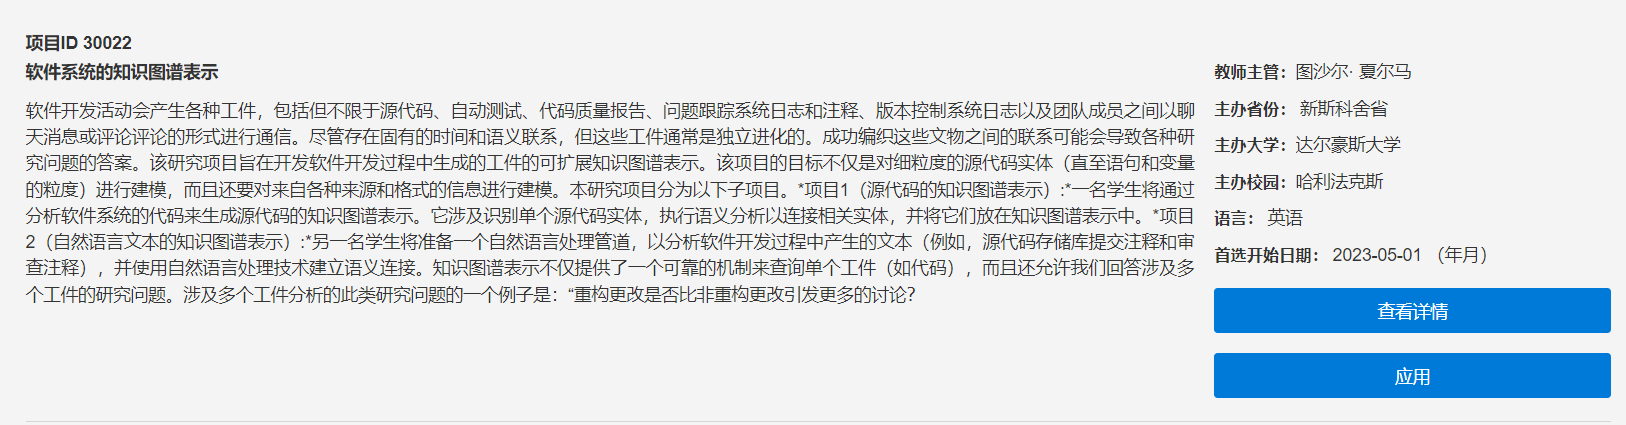 项目ID 30022
软件系统的知识图谱表示
软件开发活动会产生各种工件，包括但不限于源代码、自动测试、代码质量报告、问题跟踪系统日志和注释、版本控制系统日志以及团队成员之间以聊
天消息或评论评论的形式进行通信。尽管存在固有的时间和语义联系，但这些工件通常是独立进化的。成功编织这些文物之间的联系可能会导致各种研
究问题的答案。该研究项目旨在开发软件开发过程中生成的工件的可扩展知识图谱表示。该项目的目标不仅是对细粒度的源代码实体（直至语句和变量
的粒度）进行建模，而且还要对来自各种来源和格式的信息进行建模。本研究项目分为以下子项目。*项目1（源代码的知识图谱表示）:*一名学生将通过
分析软件系统的代码来生成源代码的知识图谱表示。它涉及识别单个源代码实体，执行语义分析以连接相关实体，并将它们放在知识图谱表示中。*项目
2（自然语言文本的知识图谱表示）:*另一名学生将准备一个自然语言处理管道，以分析软件开发过程中产生的文本（例如，源代码存储库提交注释和审
查注释），并使用自然语言处理技术建立语义连接。知识图谱表示不仅提供了一个可靠的机制来查询单个工件（如代码），而且还允许我们回答涉及多
个工件的研究问题。涉及多个工件分析的此类研究问题的一个例子是：“重构更改是否比非重构更改引发更多的讨论？
教师主管：图沙尔· 夏尔马
主办省份： 新斯科舍省
主办大学：达尔豪斯大学
主办校园：哈利法克斯
语言： 英语
首选开始日期： 2023-05-01 （年月）
查看详情
应用